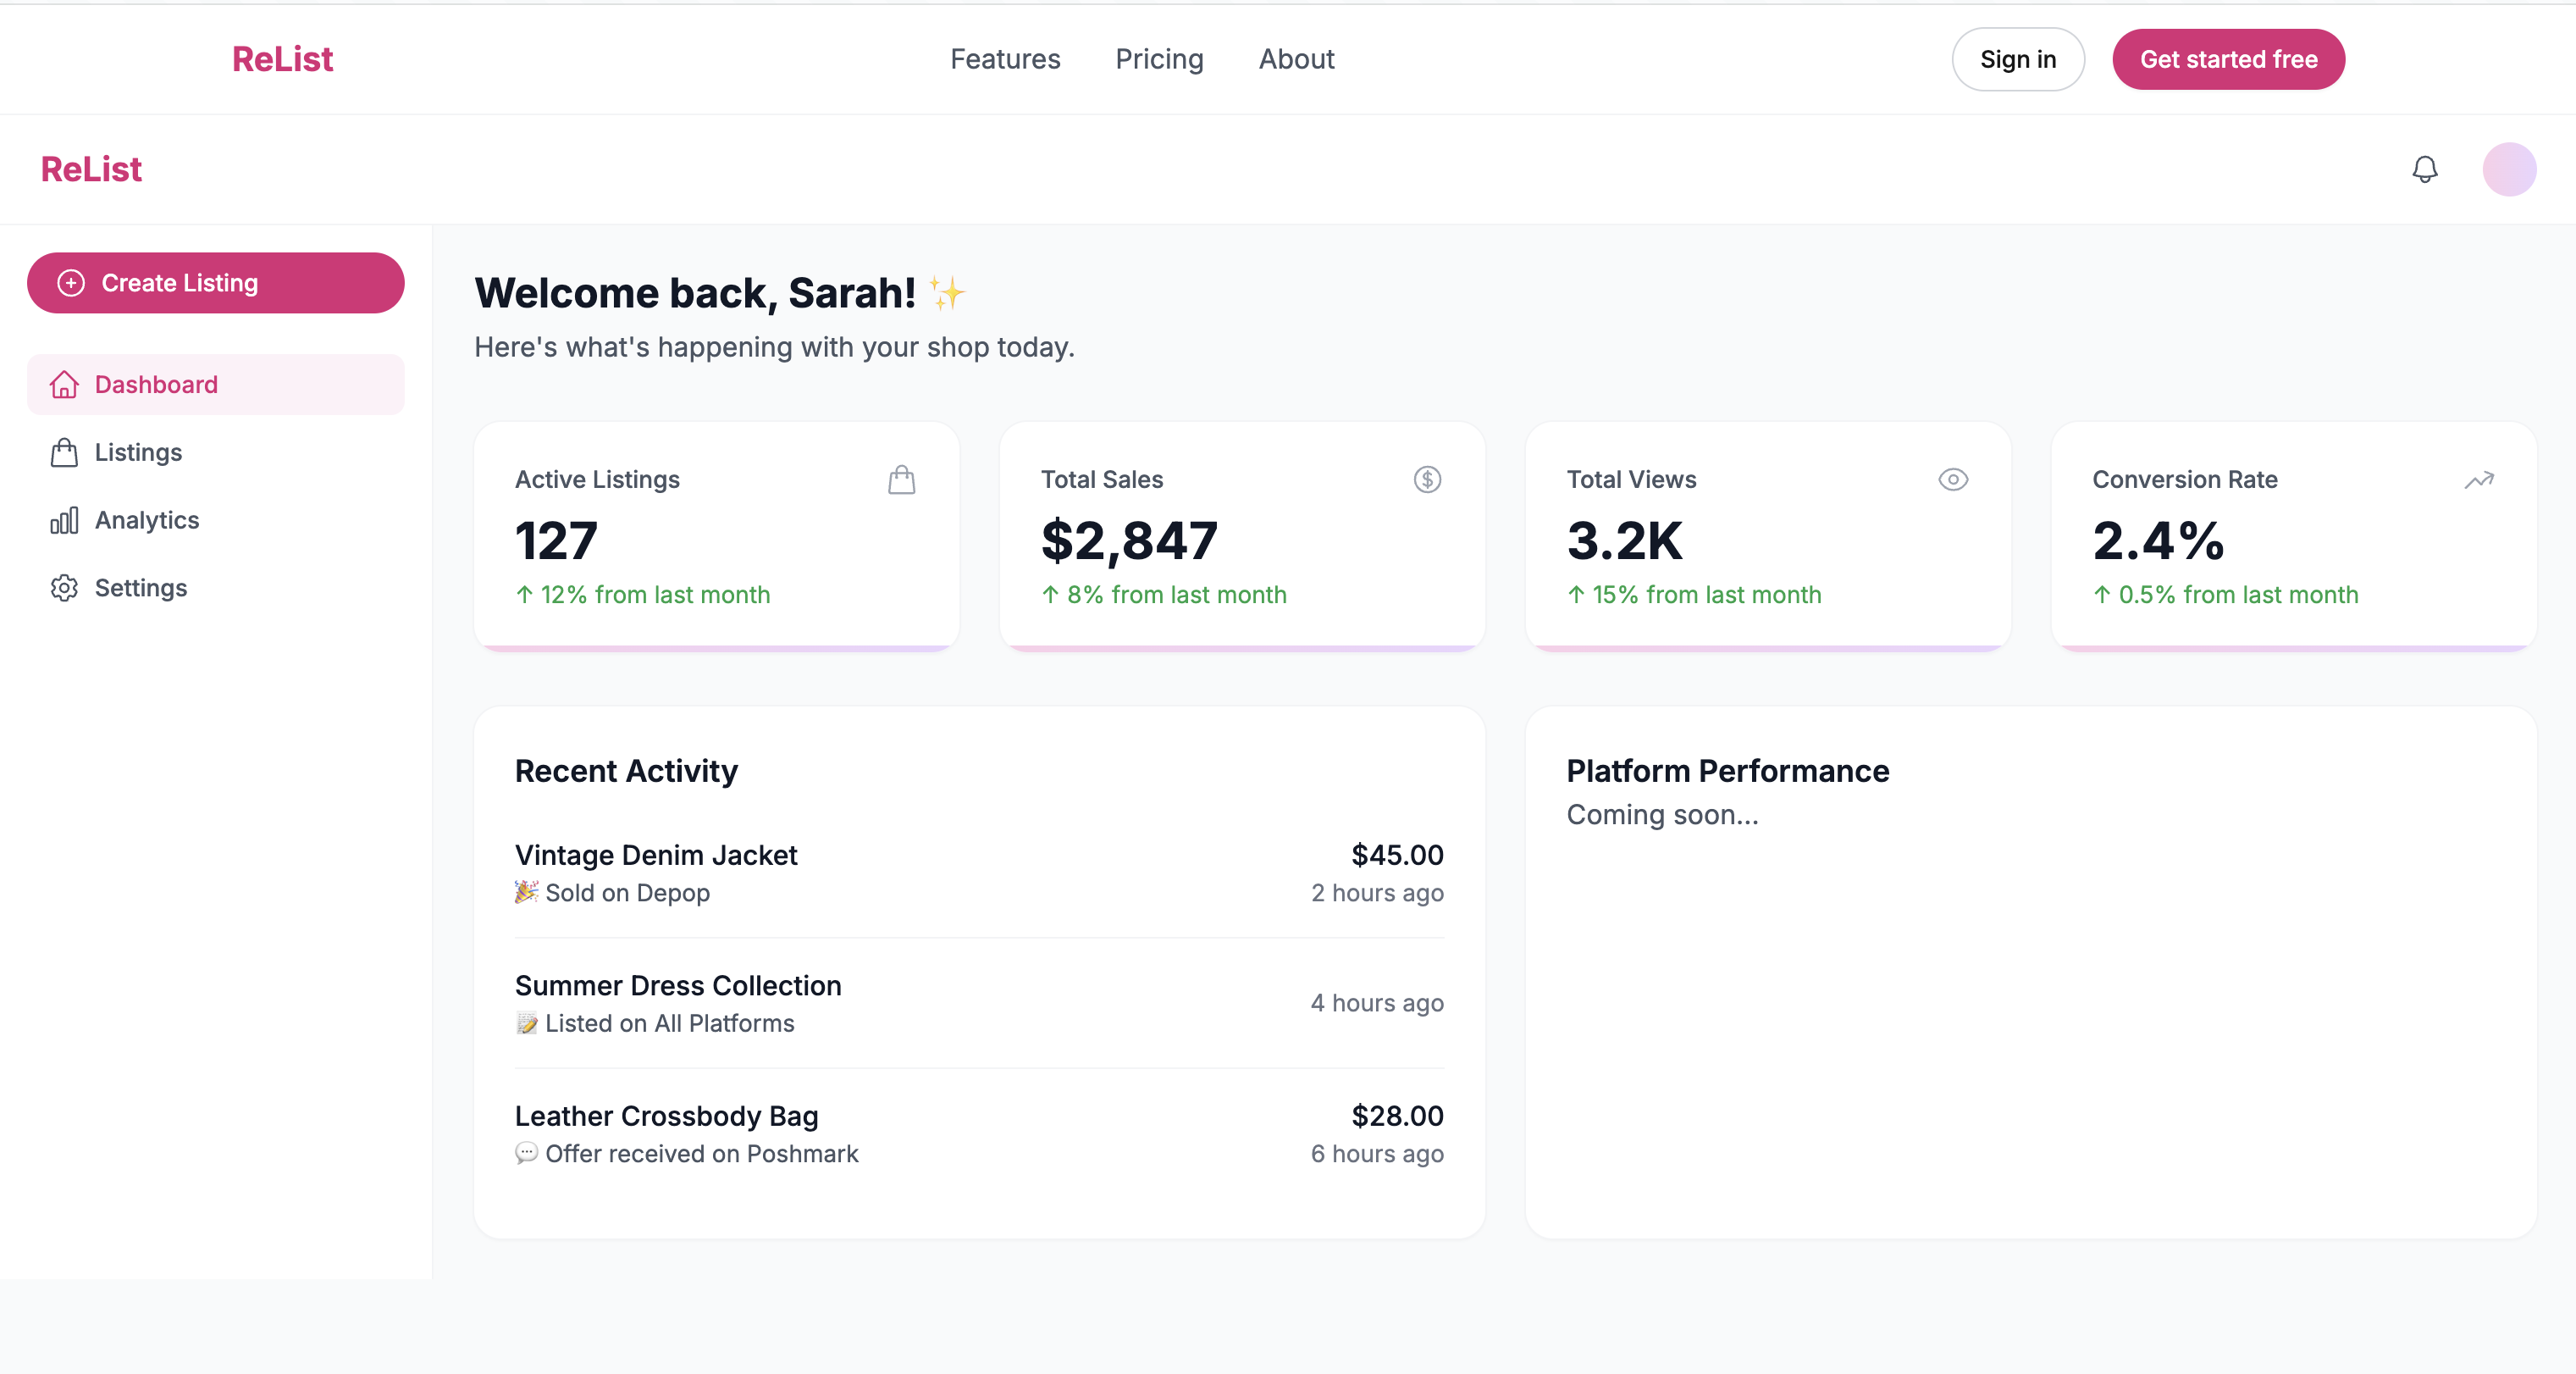 ReList
Features
Pricing
About
Sign in
Get started free
ReList
Create Listing
Dashboard
Listings
Analytics
Settings
Welcome back, Sarah! ✨
Here's what's happening with your shop today.
Active Listings
127
↑ 12% from last month
Total Sales
$2,847
↑ 8% from last month
Total Views
3.2K
↑ 15% from last month
Conversion Rate
2.4%
↑ 0.5% from last month
Recent Activity
Vintage Denim Jacket
$45.00
🎉 Sold on Depop
2 hours ago
Summer Dress Collection
📝 Listed on All Platforms
4 hours ago
Leather Crossbody Bag
$28.00
💬 Offer received on Poshmark
6 hours ago
Platform Performance
Coming soon...